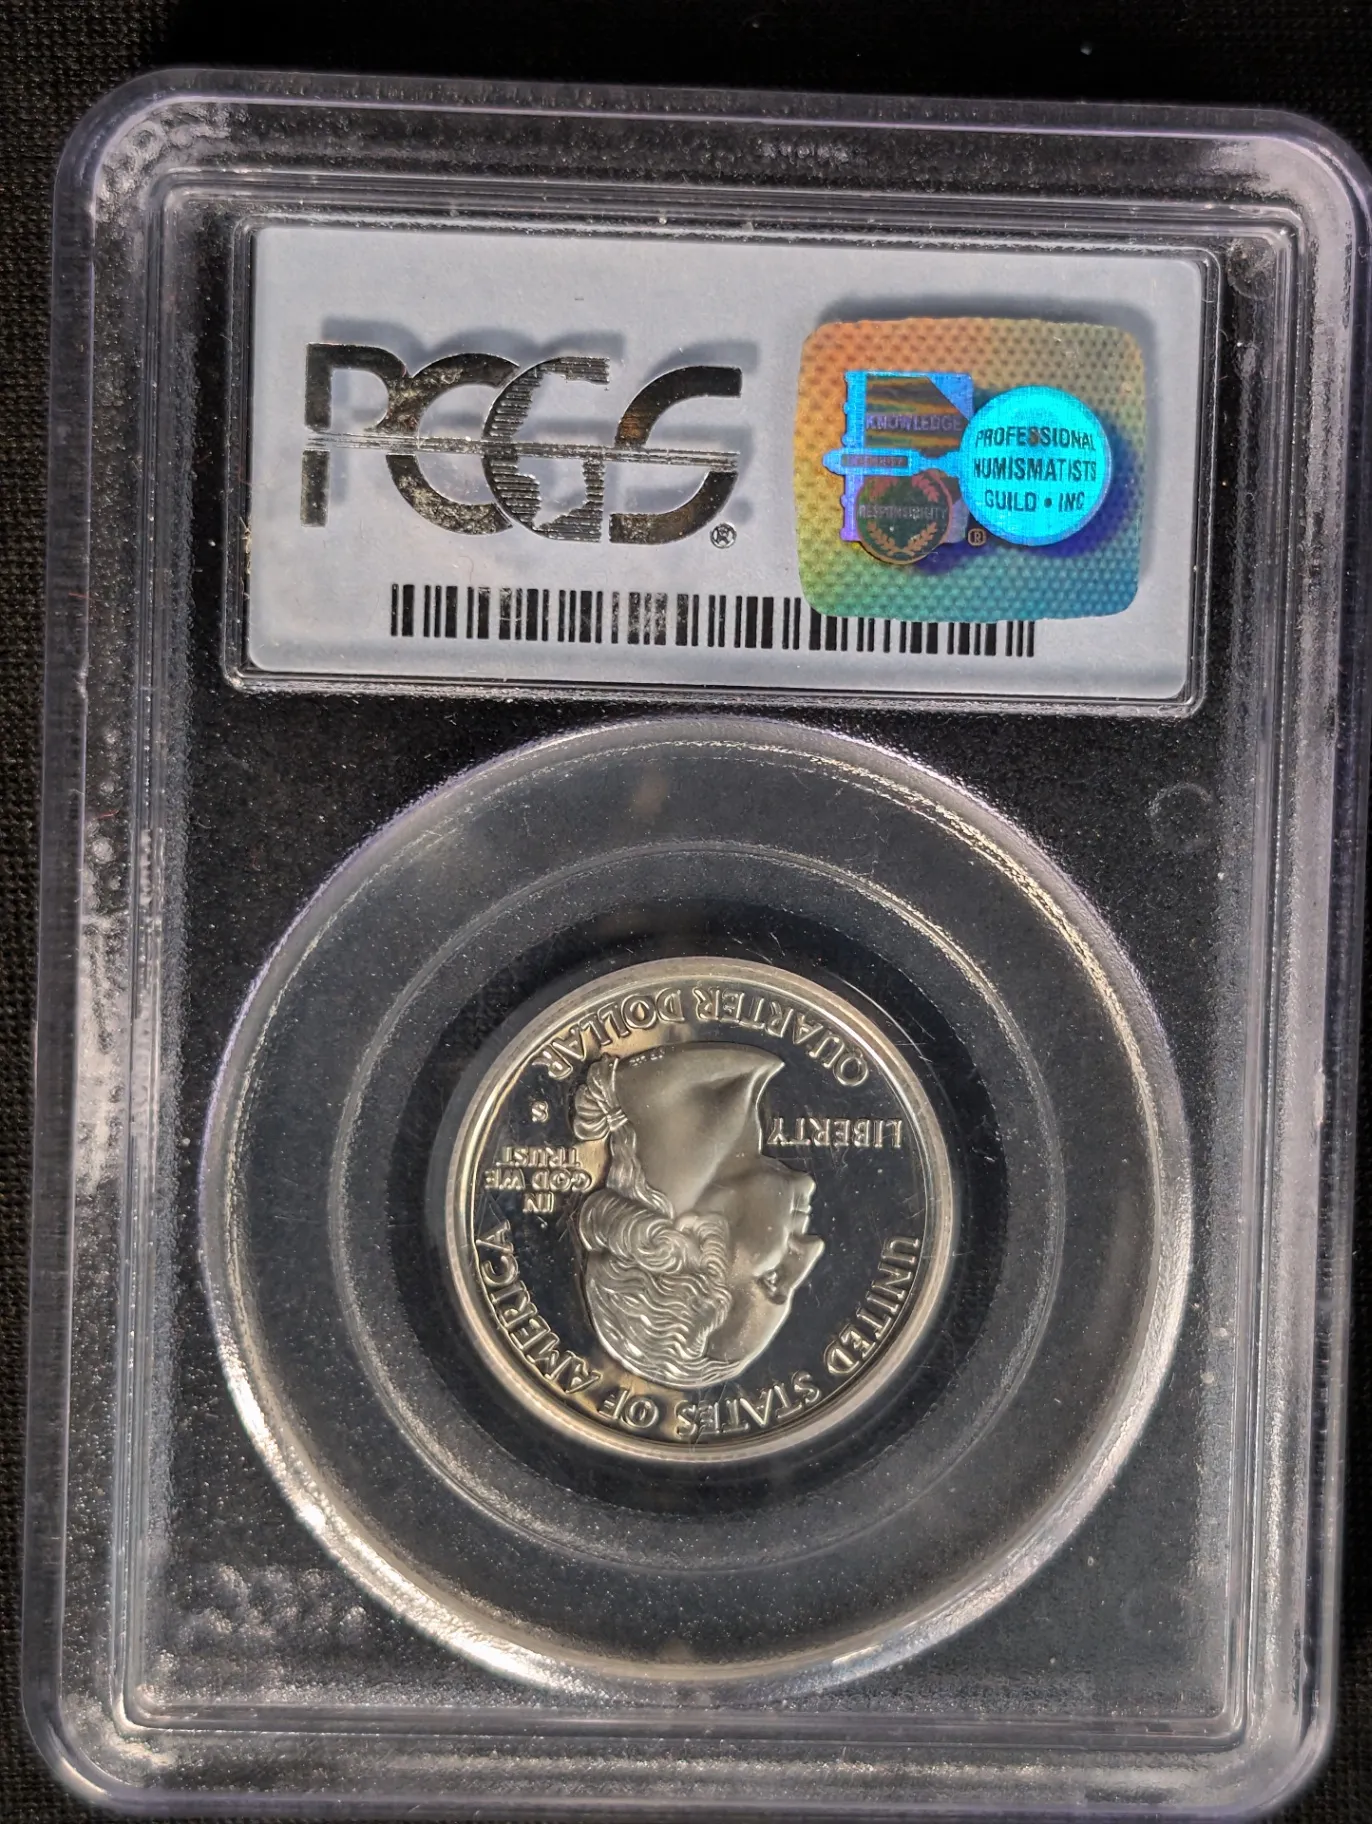 PCGS®
KNOWLEDGE
RESPONSIBILITY
®
PROFESSIONAL
NUMISMATISTS
GUILD • INC
UNITED STATES OF AMERICA
LIBERTY
IN
GOD WE
TRUST
S
QUARTER DOLLAR